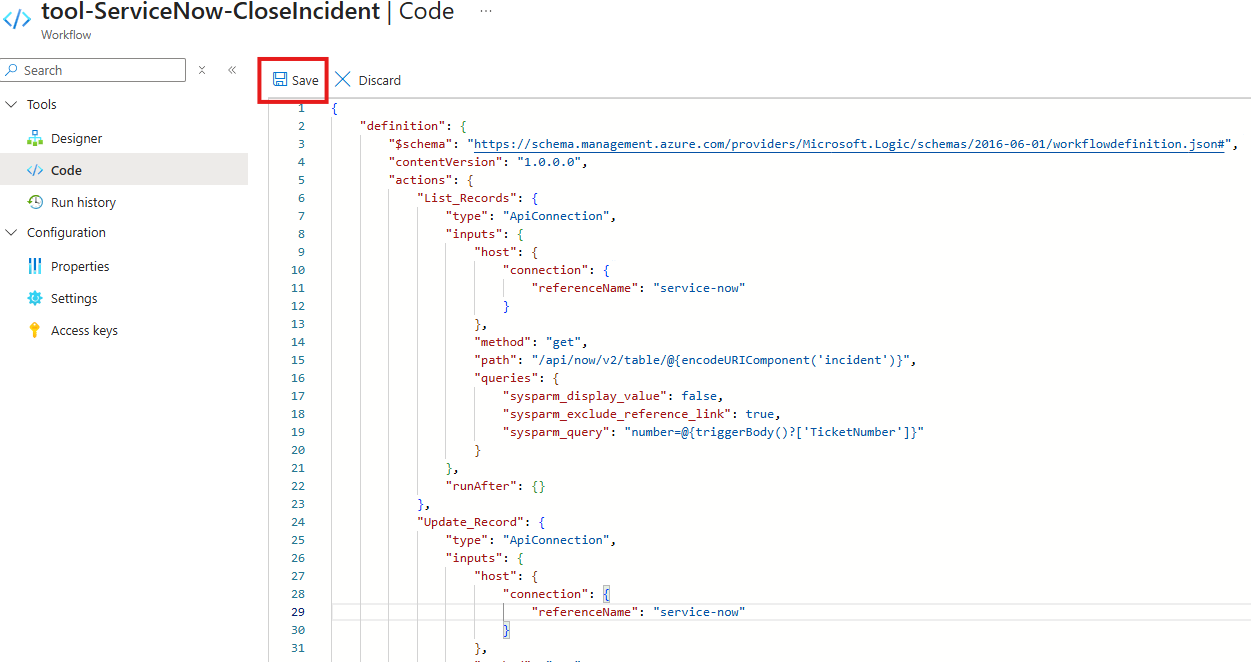 tool-ServiceNow-CloseIncident | Code ...
Workflow
Search
Tools
Designer
Code
Run history
Configuration
Properties
Settings
Access keys
Save Discard
1 {
2 "definition": {
3 "$schema": "https://schema.management.azure.com/providers/Microsoft.Logic/schemas/2016-06-01/workflowdefinition.json#",
4 "contentVersion": "1.0.0.0",
5 "actions": {
6 "List_Records": {
7 "type": "ApiConnection",
8 "inputs": {
9 "host": {
10 "connection": {
11 "referenceName": "service-now"
12 }
13 },
14 "method": "get",
15 "path": "/api/now/v2/table/@{encodeURIComponent('incident')}",
16 "queries": {
17 "sysparm_display_value": false,
18 "sysparm_exclude_reference_link": true,
19 "sysparm_query": "number=@{triggerBody()?['TicketNumber']}"
20 }
21 },
22 "runAfter": {}
23 },
24 "Update_Record": {
25 "type": "ApiConnection",
26 "inputs": {
27 "host": {
28 "connection": {
29 "referenceName": "service-now"
30 }
31 },